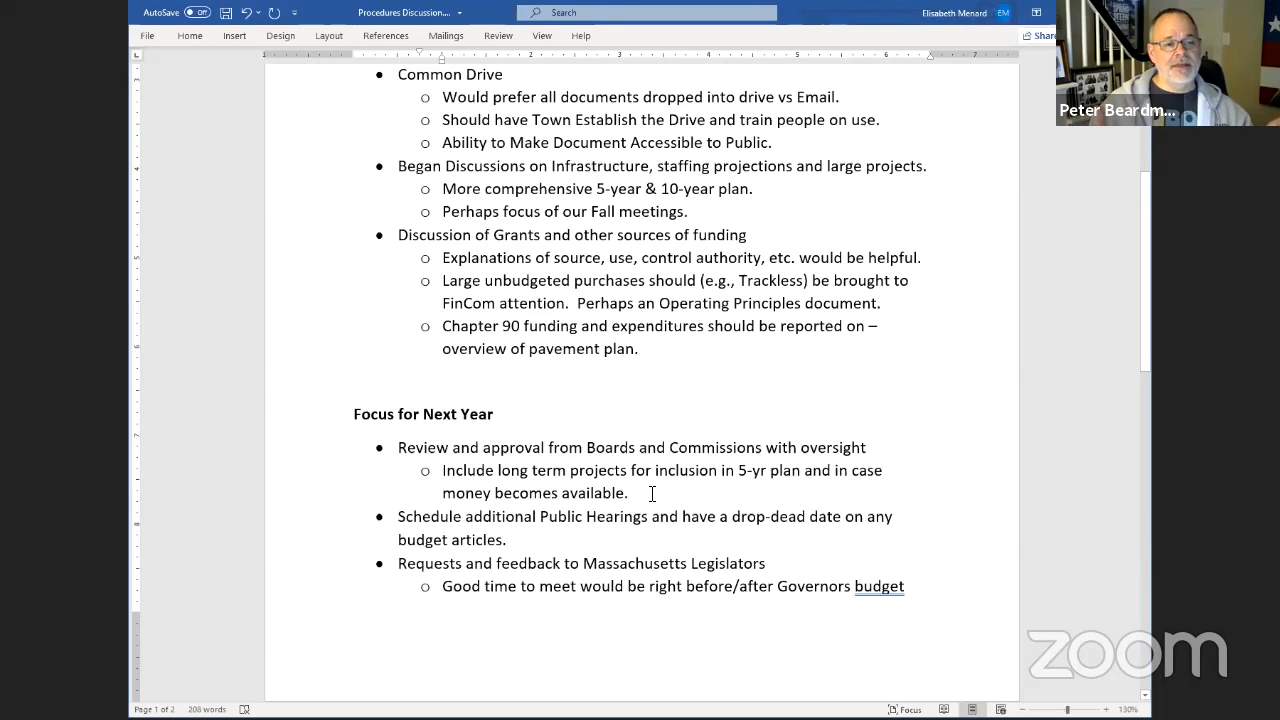 AutoSave Off Procedures Discussion.... Search Elisabeth Menard EM
File Home Insert Design Layout References Mailings Review View Help Share
1 1 2 3 4 5 6 7
• Common Drive
o Would prefer all documents dropped into drive vs Email.
Should have Town Establish the Drive and train people on use.
o Ability to Make Document Accessible to Public.
• Began Discussions on Infrastructure, staffing projections and large projects.
o More comprehensive 5-year & 10-year plan.
o Perhaps focus of our Fall meetings.
• Discussion of Grants and other sources of funding
o Explanations of source, use, control authority, etc. would be helpful.
o Large unbudgeted purchases should (e.g., Trackless) be brought to
FinCom attention. Perhaps an Operating Principles document.
o Chapter 90 funding and expenditures should be reported on –
overview of pavement plan.
Focus for Next Year
• Review and approval from Boards and Commissions with oversight
o Include long term projects for inclusion in 5-yr plan and in case
money becomes available.
• Schedule additional Public Hearings and have a drop-dead date on any
budget articles.
• Requests and feedback to Massachusetts Legislators
o Good time to meet would be right before/after Governors budget
Page 1 of 2 208 words Focus 130%
Peter Beardm...
zoom